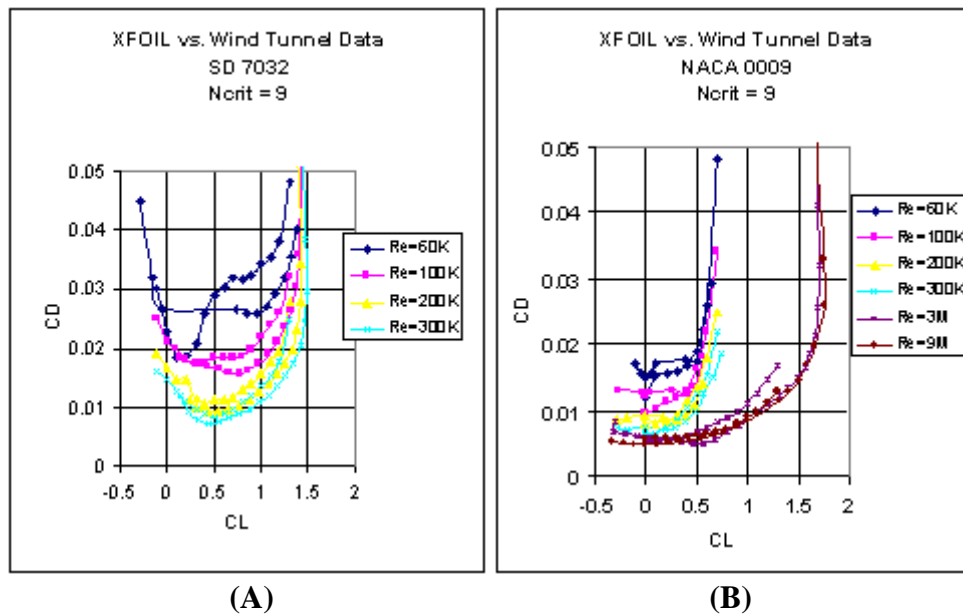 XFOIL vs. Wind Tunnel Data
SD 7032
Ncrit = 9
0.05
0.04
0.03
0.02
0.01
0
CD
-0.5
0
0.5
1
1.5
2
CL
Re=60K
Re=100K
Re=200K
Re=300K
(A)
XFOIL vs. Wind Tunnel Data
NACA 0009
Ncrit = 9
0.05
0.04
0.03
0.02
0.01
0
CD
-0.5
0
0.5
1
1.5
2
CL
Re=60K
Re=100K
Re=200K
Re=300K
Re=3M
Re=9M
(B)